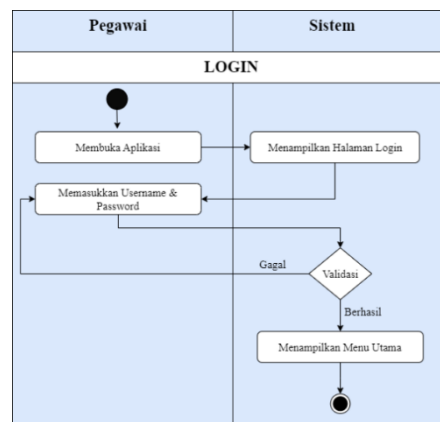 Pegawai
Sistem
LOGIN
Membuka Aplikasi
Menampilkan Halaman Login
Memasukkan Username &
Password
Gagal
Validasi
Berhasil
Menampilkan Menu Utama